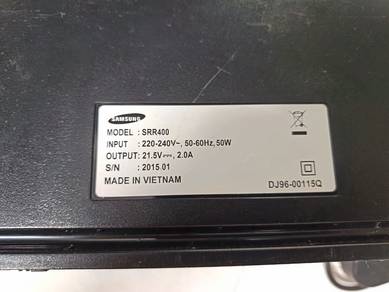 SAMSUNG
MODEL : SRR400
INPUT : 220-240V~, 50-60Hz, 50W
OUTPUT: 21.5V⎓, 2.0A
S/N : 2015 01
MADE IN VIETNAM
DJ96-00115Q